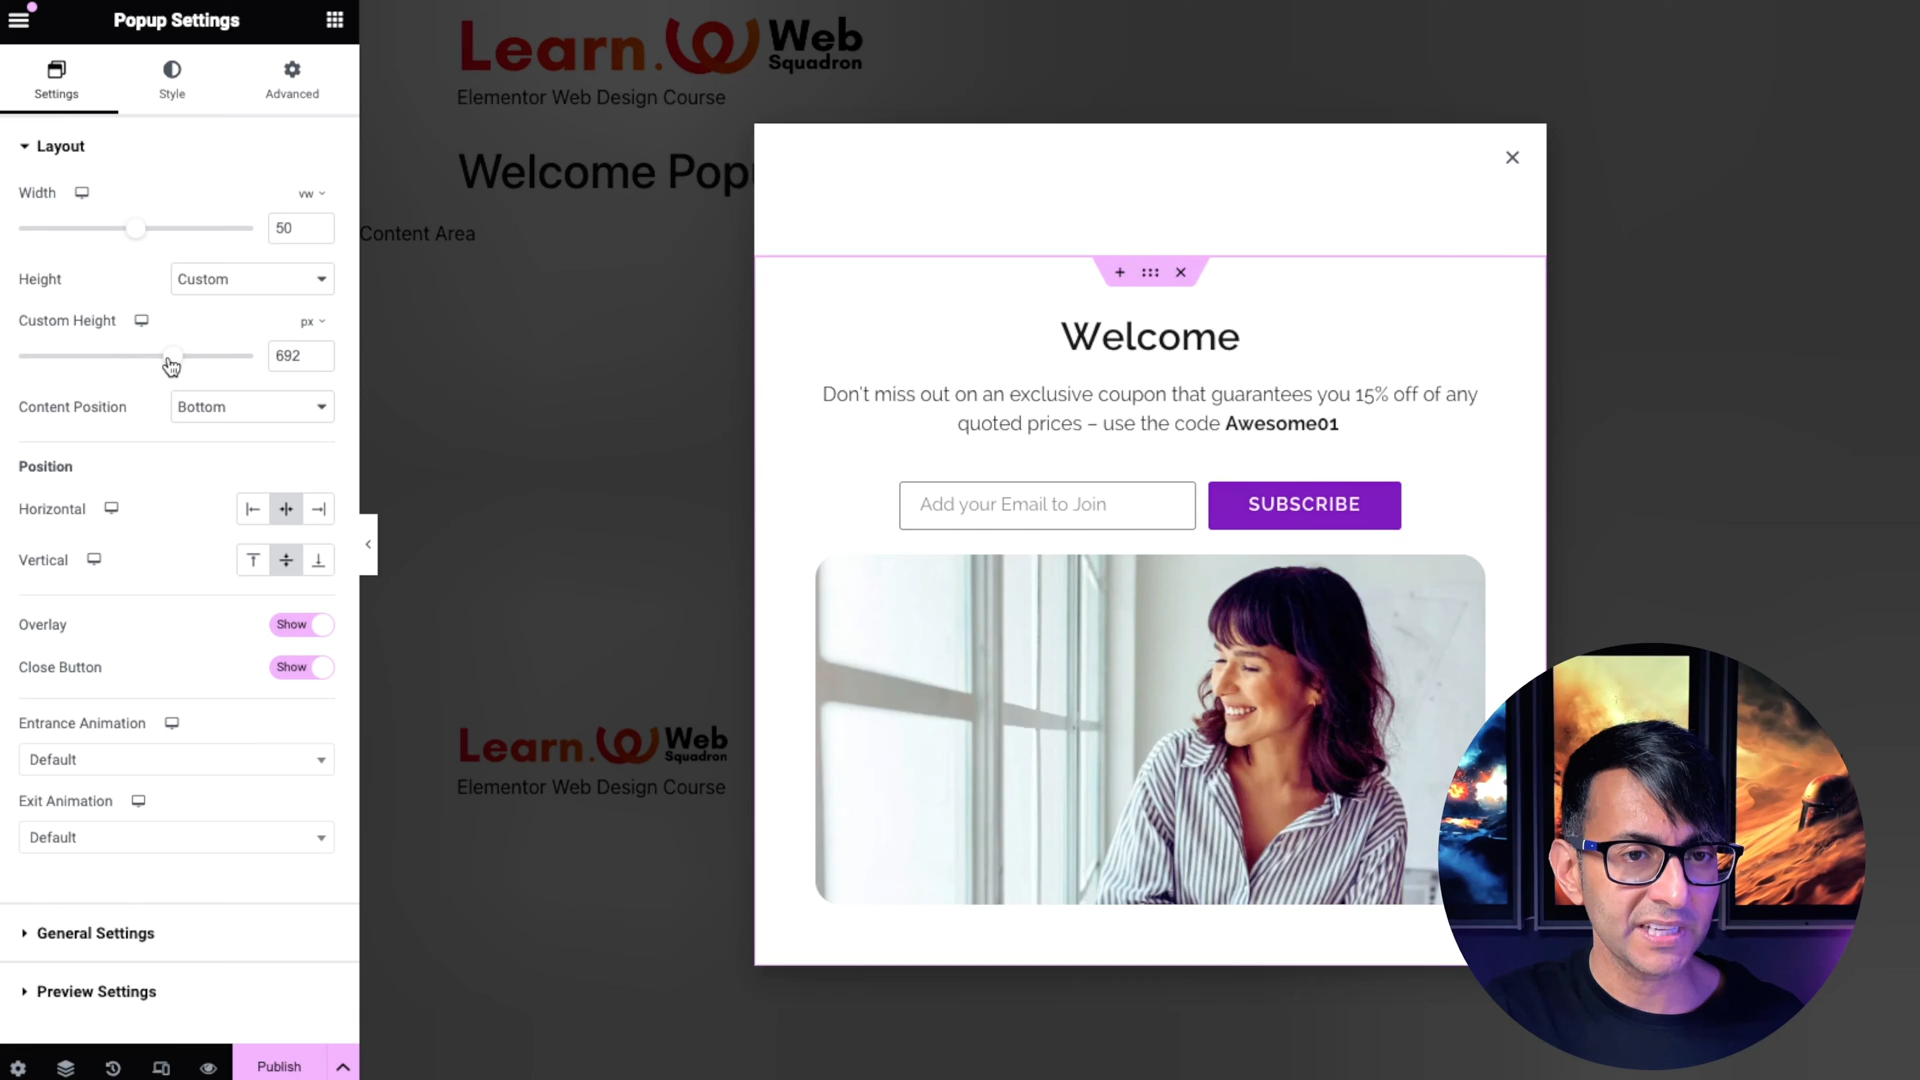 Popup Settings
Settings
Style
Advanced
Layout
Width
vw
50
Height
Custom
Custom Height
px
692
Content Position
Bottom
Position
Horizontal
Vertical
Overlay
Show
Close Button
Show
Entrance Animation
Default
Exit Animation
Default
General Settings
Preview Settings
Publish
Learn. Web Squadron
Elementor Web Design Course
Welcome Popu
Content Area
Welcome
Don't miss out on an exclusive coupon that guarantees you 15% off of any
quoted prices – use the code Awesome01
Add your Email to Join
SUBSCRIBE
Learn. Web Squadron
Elementor Web Design Course